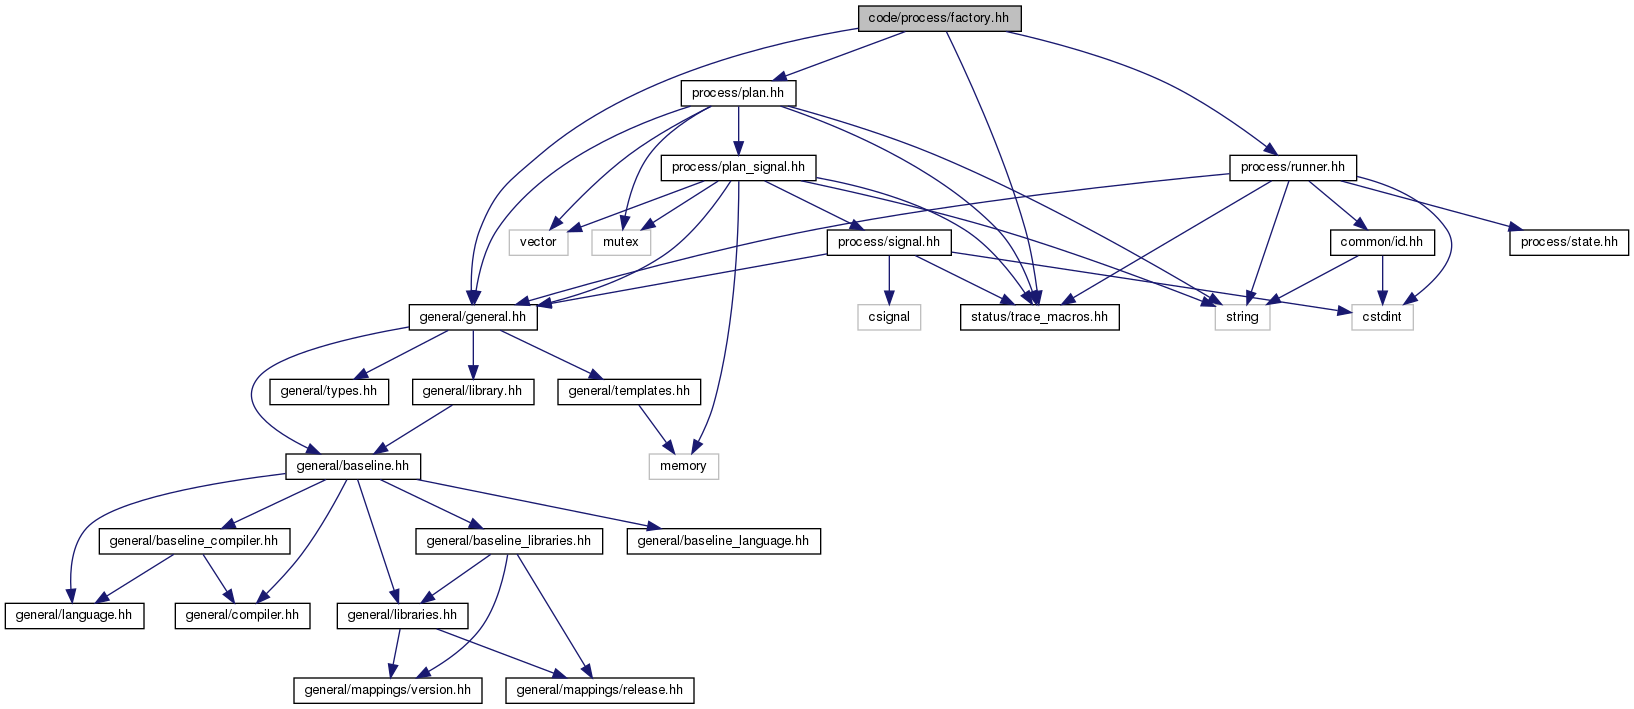 code/process/factory.hh
process/plan.hh
process/plan_signal.hh
process/runner.hh
vector
mutex
process/signal.hh
common/id.hh
process/state.hh
general/general.hh
csignal
status/trace_macros.hh
string
cstdint
general/types.hh
general/library.hh
general/templates.hh
general/baseline.hh
memory
general/baseline_compiler.hh
general/baseline_libraries.hh
general/baseline_language.hh
general/language.hh
general/compiler.hh
general/libraries.hh
general/mappings/version.hh
general/mappings/release.hh